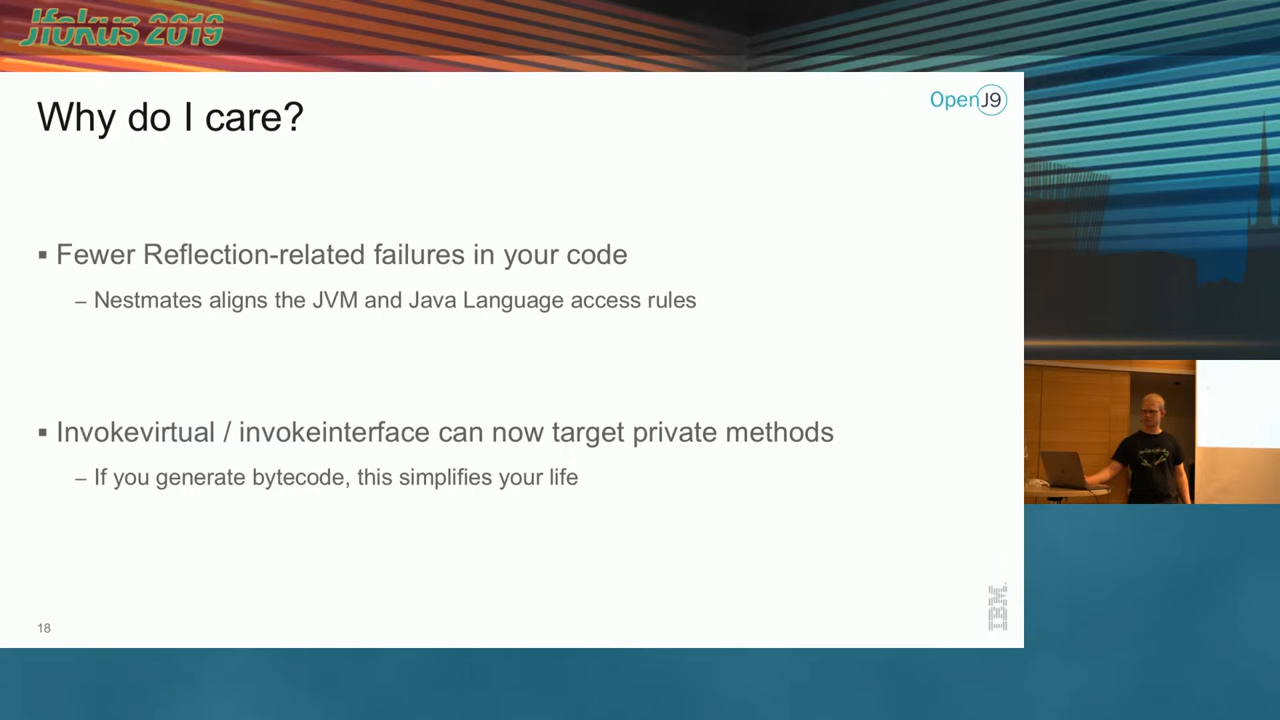 Jfokus 2019
Why do I care?
OpenJ9
▪ Fewer Reflection-related failures in your code
– Nestmates aligns the JVM and Java Language access rules
▪ Invokevirtual / invokeinterface can now target private methods
– If you generate bytecode, this simplifies your life
18
IBM